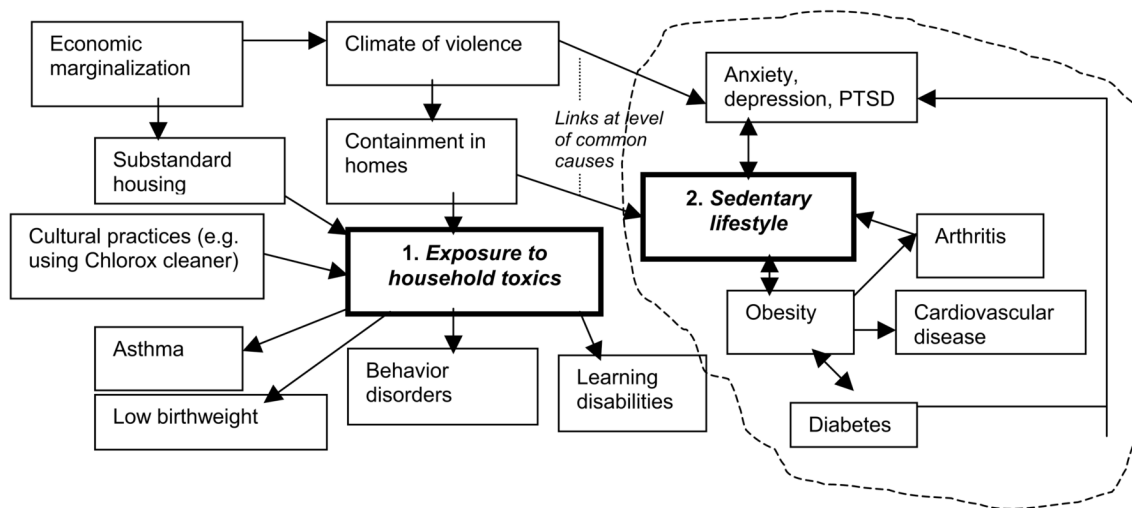 Economic
marginalization
Climate of violence
Anxiety,
depression, PTSD
Links at level
of common
causes
Containment in
homes
Substandard
housing
2. Sedentary
lifestyle
Cultural practices (e.g.
using Chlorox cleaner)
1. Exposure to
household toxics
Arthritis
Obesity
Cardiovascular
disease
Asthma
Behavior
disorders
Learning
disabilities
Low birthweight
Diabetes